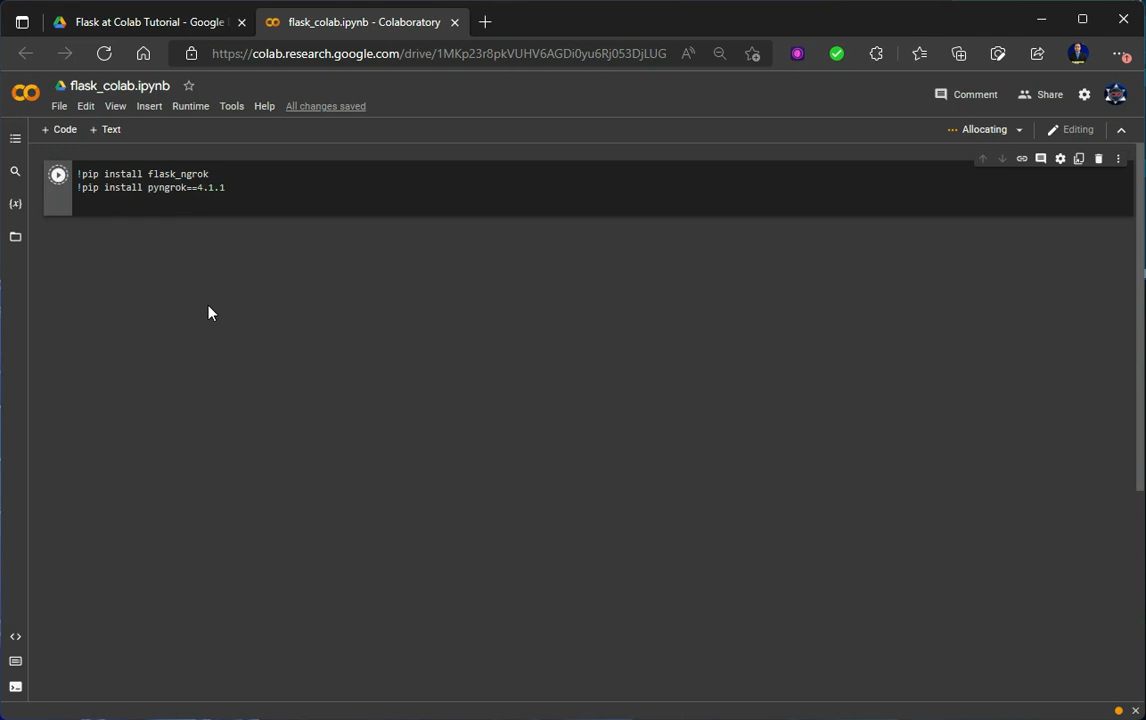 Flask at Colab Tutorial - Google
flask_colab.ipynb - Colaboratory
https://colab.research.google.com/drive/1MKp23r8pkVUHV6AGDi0yu6Rj053DjLUG
flask_colab.ipynb
File Edit View Insert Runtime Tools Help All changes saved
Comment Share
+ Code + Text
Allocating Editing
!pip install flask_ngrok
!pip install pyngrok==4.1.1